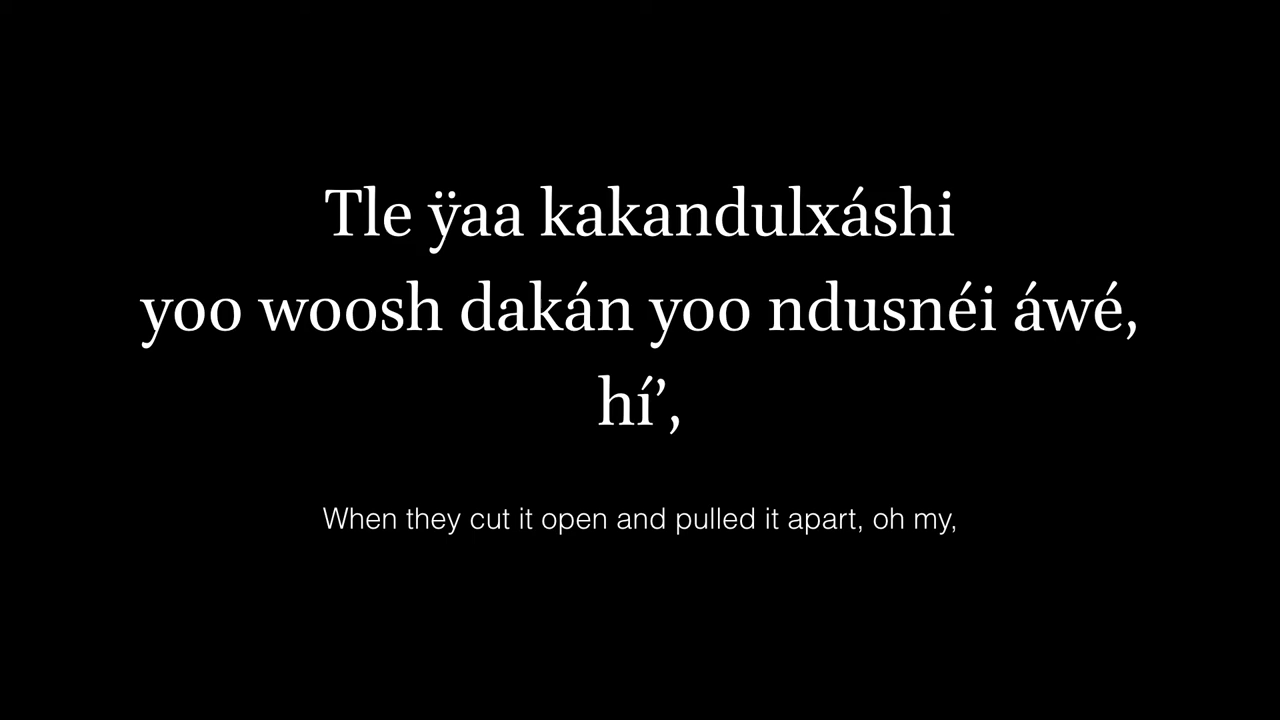 Tle ÿaa kakandulxáshi
yoo woosh dakán yoo ndusnéi áwé,
hí’,
When they cut it open and pulled it apart, oh my,